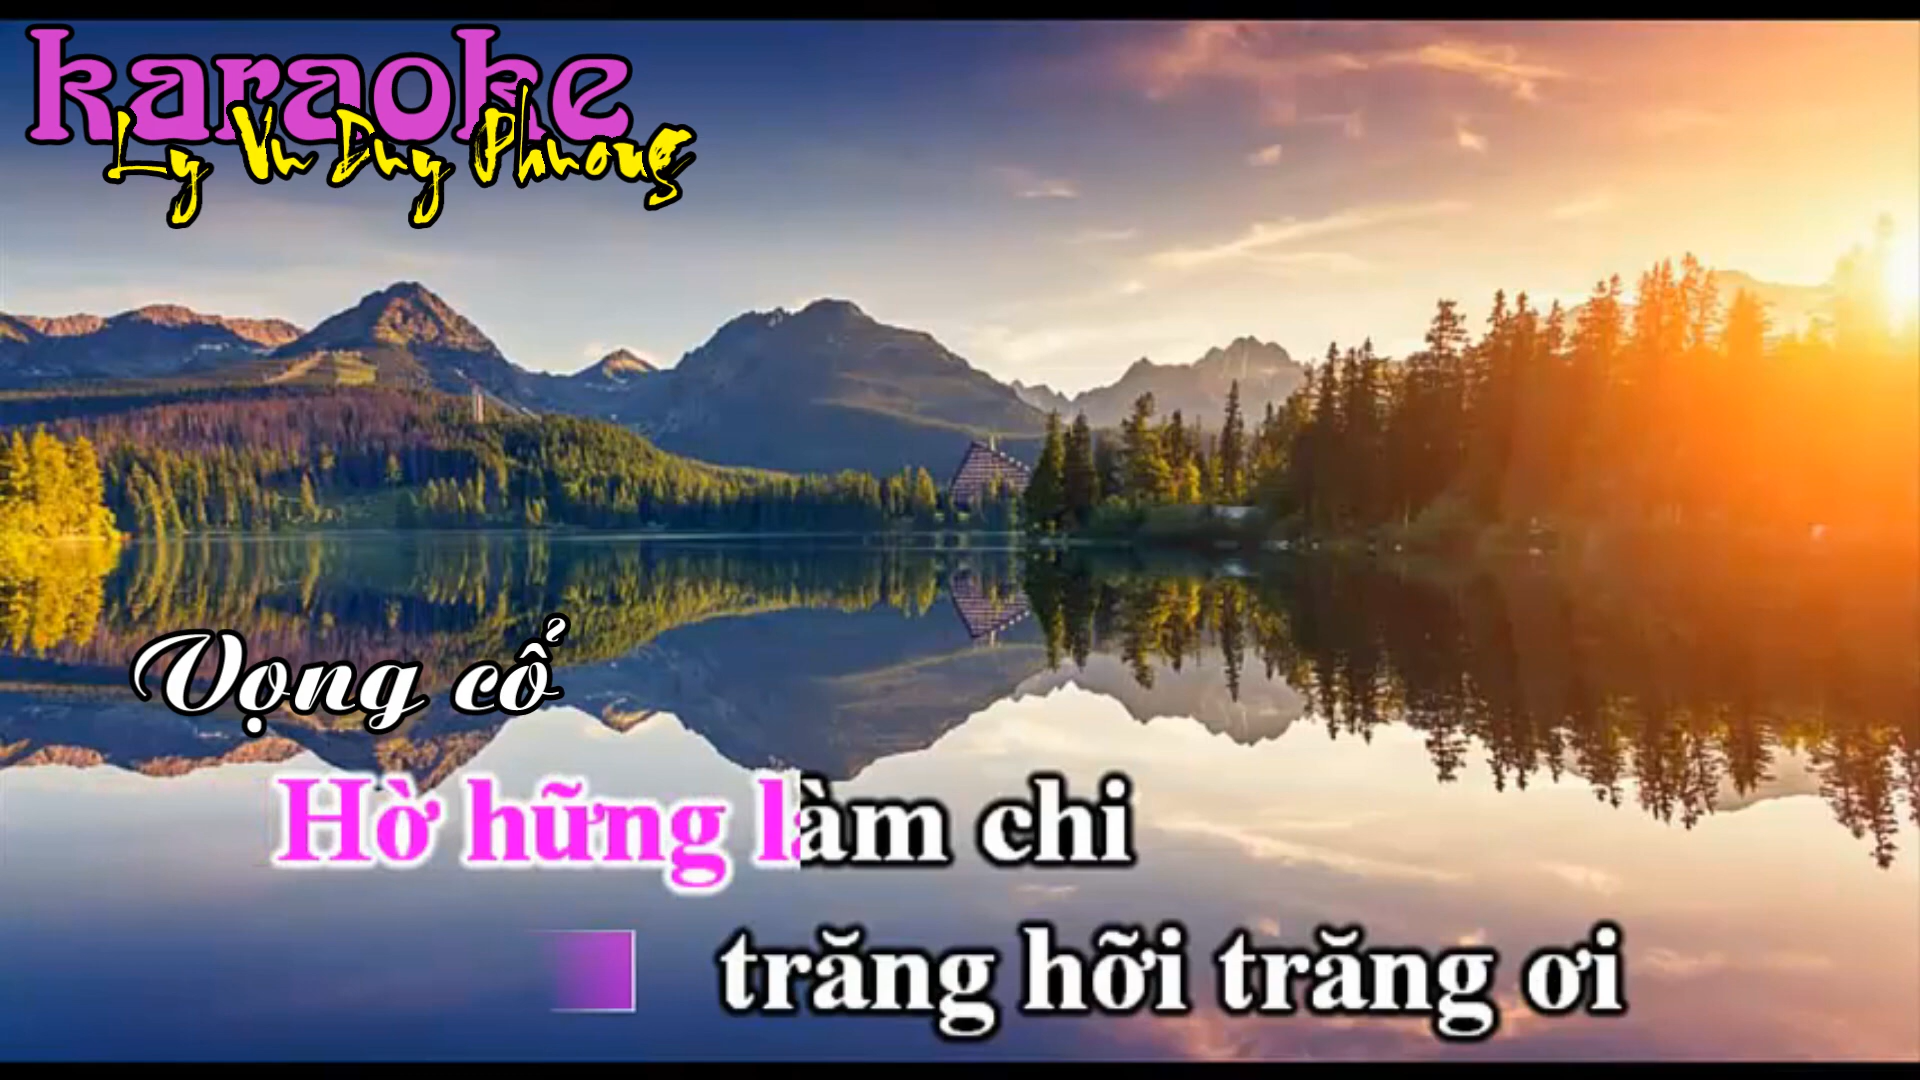 karaoke
Ly Vu Duy Phuong
Vọng cổ
Hờ hững làm chi
trăng hỡi trăng ơi